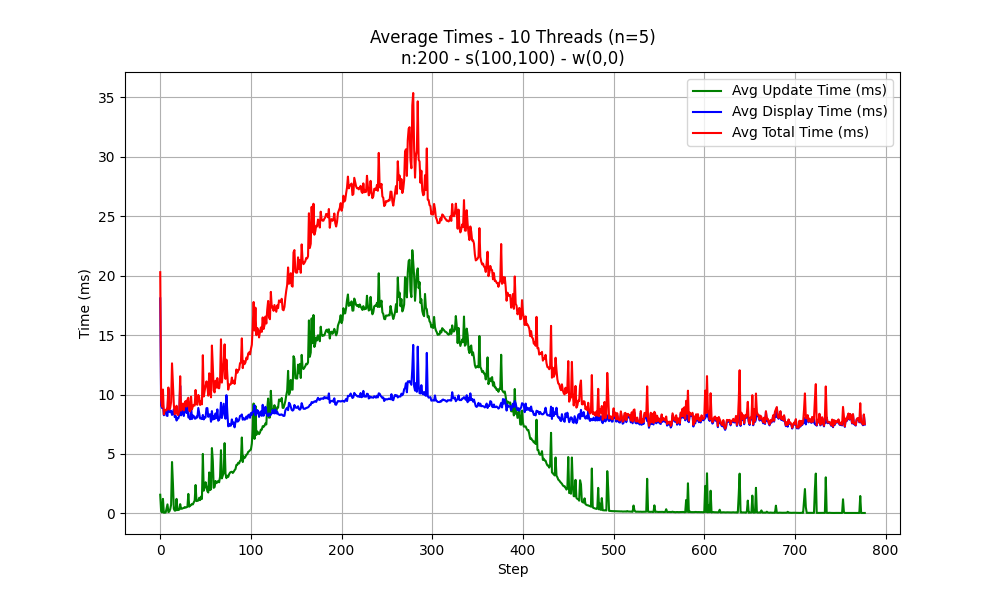 Average Times - 10 Threads (n=5)
n:200 - s(100,100) - w(0,0)
Avg Update Time (ms)
Avg Display Time (ms)
Avg Total Time (ms)
Time (ms)
35
30
25
20
15
10
5
0
0 100 200 300 400 500 600 700 800
Step